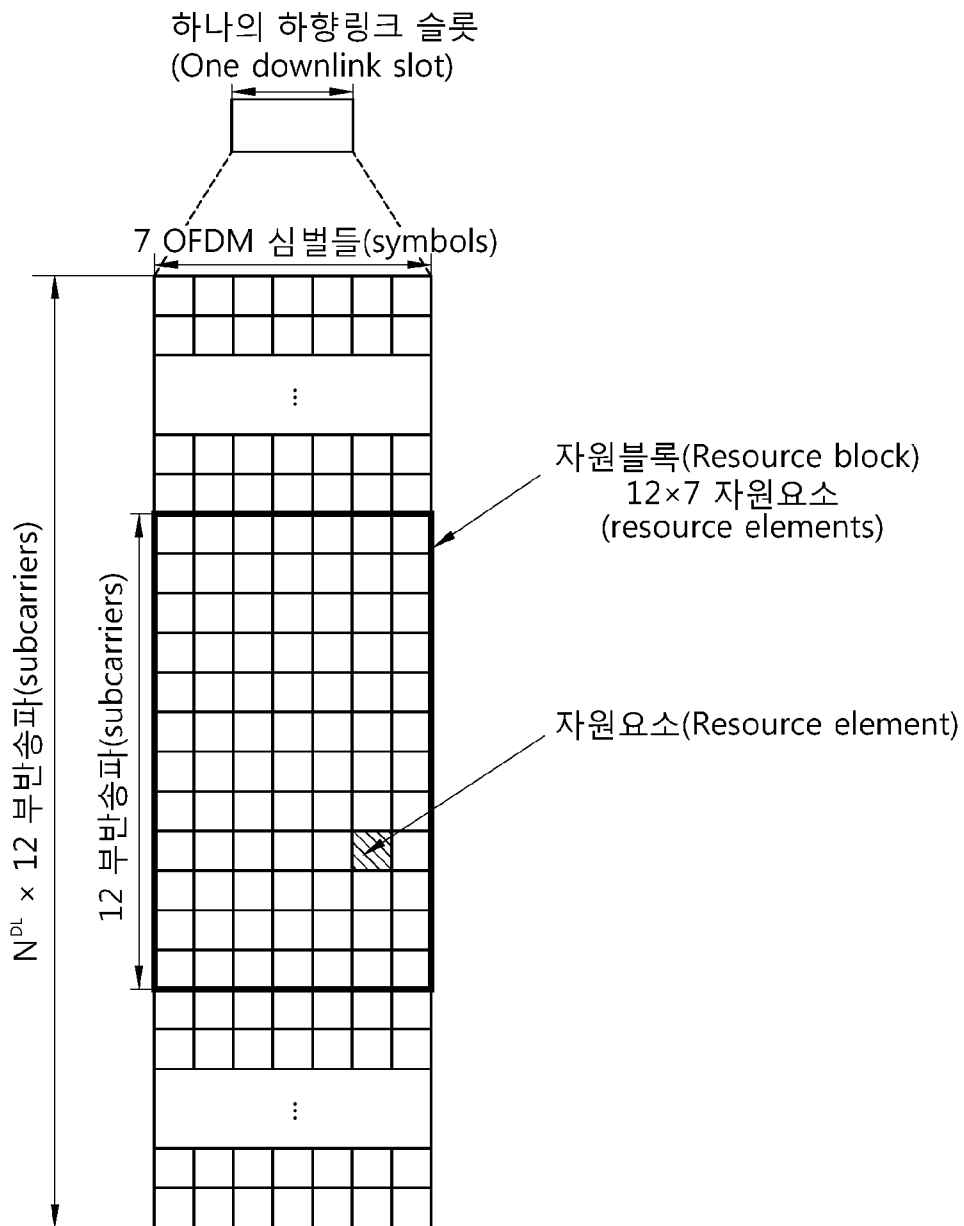 하나의 하향링크 슬롯
(One downlink slot)
7 OFDM 심벌들(symbols)
⋮
자원블록(Resource block)
12×7 자원요소
(resource elements)
N^DL × 12 부반송파(subcarriers)
12 부반송파(subcarriers)
자원요소(Resource element)
⋮